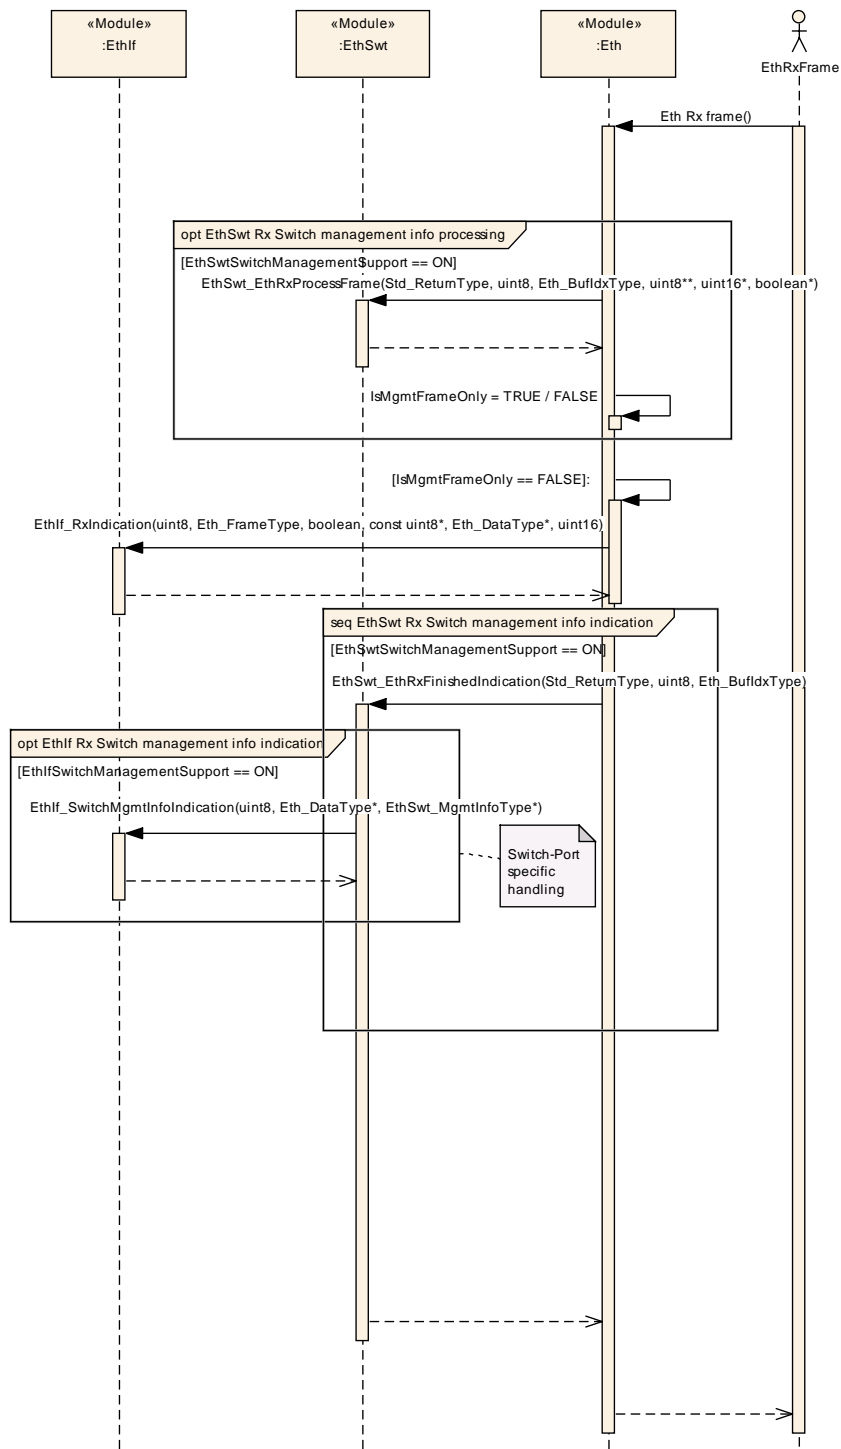 «Module»
:EthIf
«Module»
:EthSwt
«Module»
:Eth
EthRxFrame
Eth Rx frame()
opt EthSwt Rx Switch management info processing
[EthSwtSwitchManagementSupport == ON]
EthSwt_EthRxProcessFrame(Std_ReturnType, uint8, Eth_BufIdxType, uint8**, uint16*, boolean*)
IsMgmtFrameOnly = TRUE / FALSE
[IsMgmtFrameOnly == FALSE]:
EthIf_RxIndication(uint8, Eth_FrameType, boolean, const uint8*, Eth_DataType*, uint16)
seq EthSwt Rx Switch management info indication
[EthSwtSwitchManagementSupport == ON]
EthSwt_EthRxFinishedIndication(Std_ReturnType, uint8, Eth_BufIdxType)
opt EthIf Rx Switch management info indication
[EthIfSwitchManagementSupport == ON]
EthIf_SwitchMgmtInfoIndication(uint8, Eth_DataType*, EthSwt_MgmtInfoType*)
Switch-Port
specific
handling